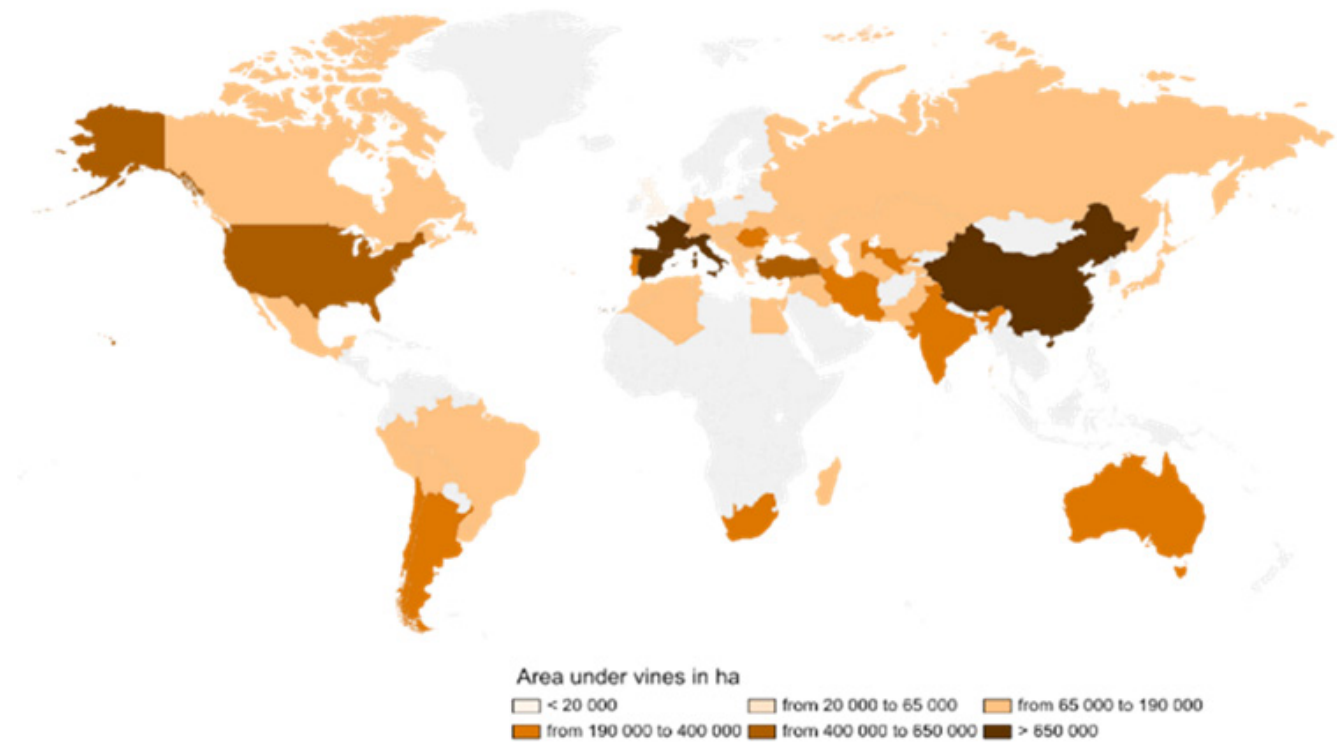 Area under vines in ha
< 20 000 from 20 000 to 65 000 from 65 000 to 190 000
from 190 000 to 400 000 from 400 000 to 650 000 > 650 000